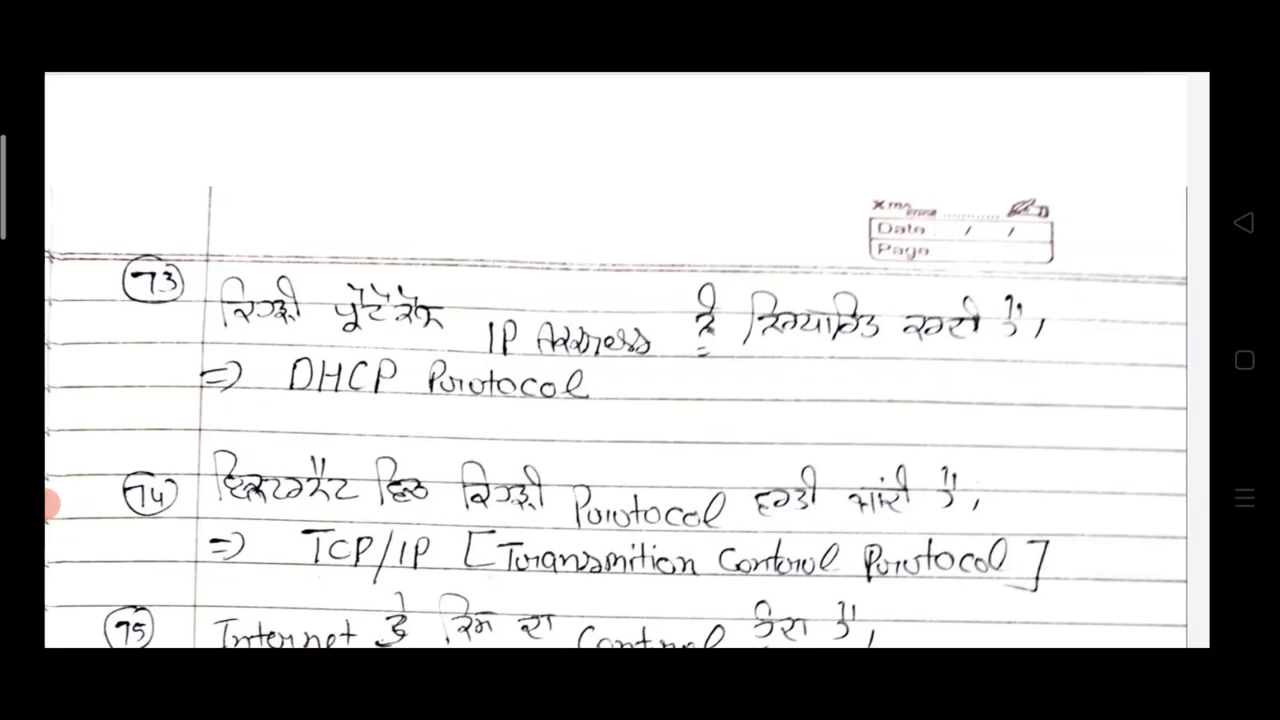 Date : / /
Page
73 ਕਿਹੜੀ ਪ੍ਰੋਟੋਕੋਲ IP Address ਨੂੰ ਨਿਰਧਾਰਿਤ ਕਰਦੀ ਹੈ।
=> DHCP Protocol
74 ਇੰਟਰਨੈਟ ਵਿਚ ਕਿਹੜੀ Protocol ਵਰਤੀ ਜਾਂਦੀ ਹੈ।
=> TCP/IP [Transmition Control Protocol]
75 Internet ਤੇ ਕਿਸ ਦਾ Control ਹੁੰਦਾ ਹੈ।